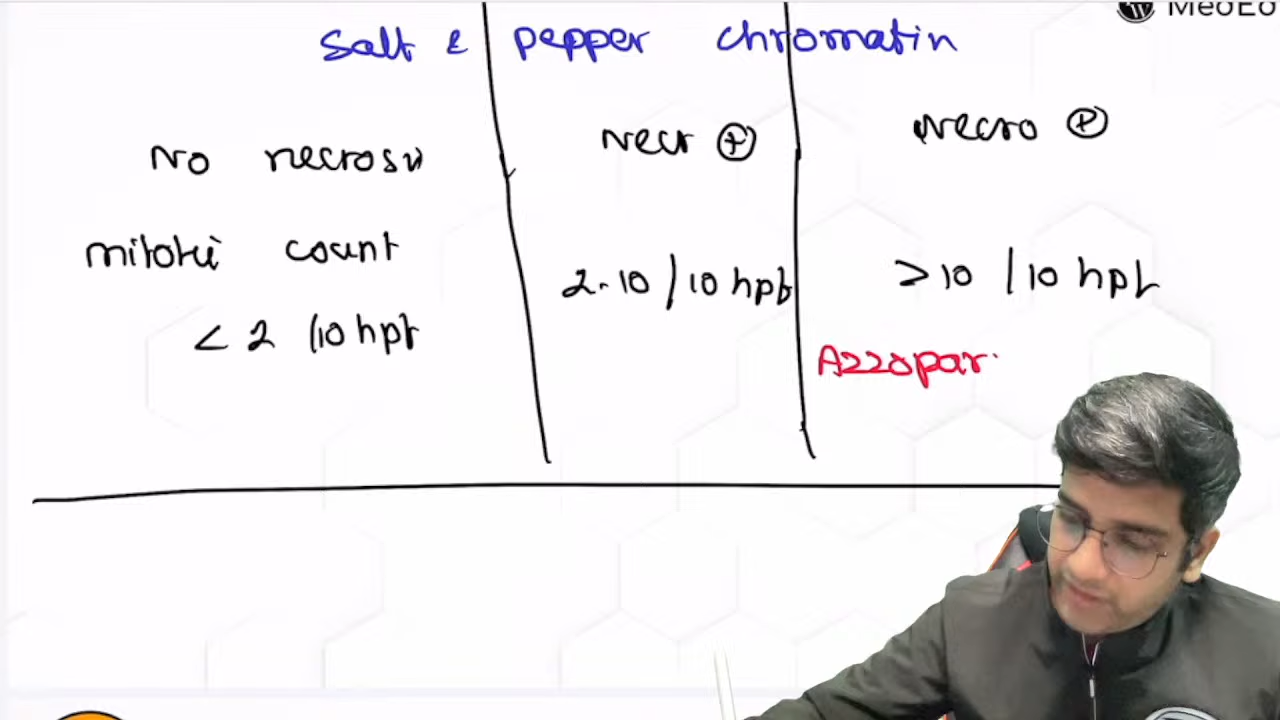 MedEd
Salt & pepper chromatin
No necrosis
Necr +
Necro +
mitotic count
< 2 /10 hpf
2-10 / 10 hpf
> 10 / 10 hpf
Azzopar